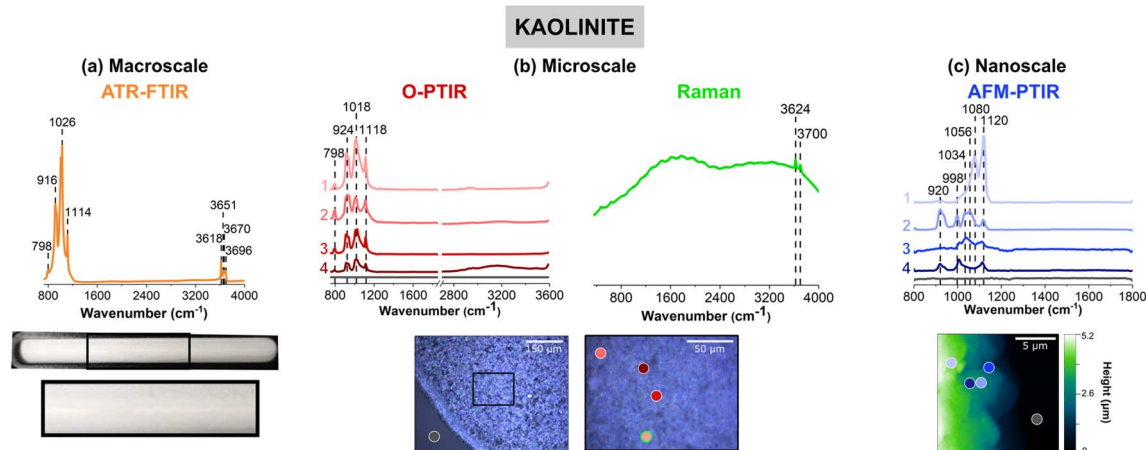 KAOLINITE
(a) Macroscale
ATR-FTIR
1026
916
1114
798
3651
3670
3618
3696
800 1600 2400 3200 4000
Wavenumber (cm-1)
(b) Microscale
O-PTIR
1018
924
1118
798
1
2
3
4
800 1200 2800 3200 3600
Wavenumber (cm-1)
Raman
3624
3700
800 1600 2400 3200 4000
Wavenumber (cm-1)
150 µm
50 µm
(c) Nanoscale
AFM-PTIR
1080
1120
1056
1034
998
920
1
2
3
4
800 1000 1200 1400 1600 1800
Wavenumber (cm-1)
5 µm
5.2
2.6
0
Height (µm)